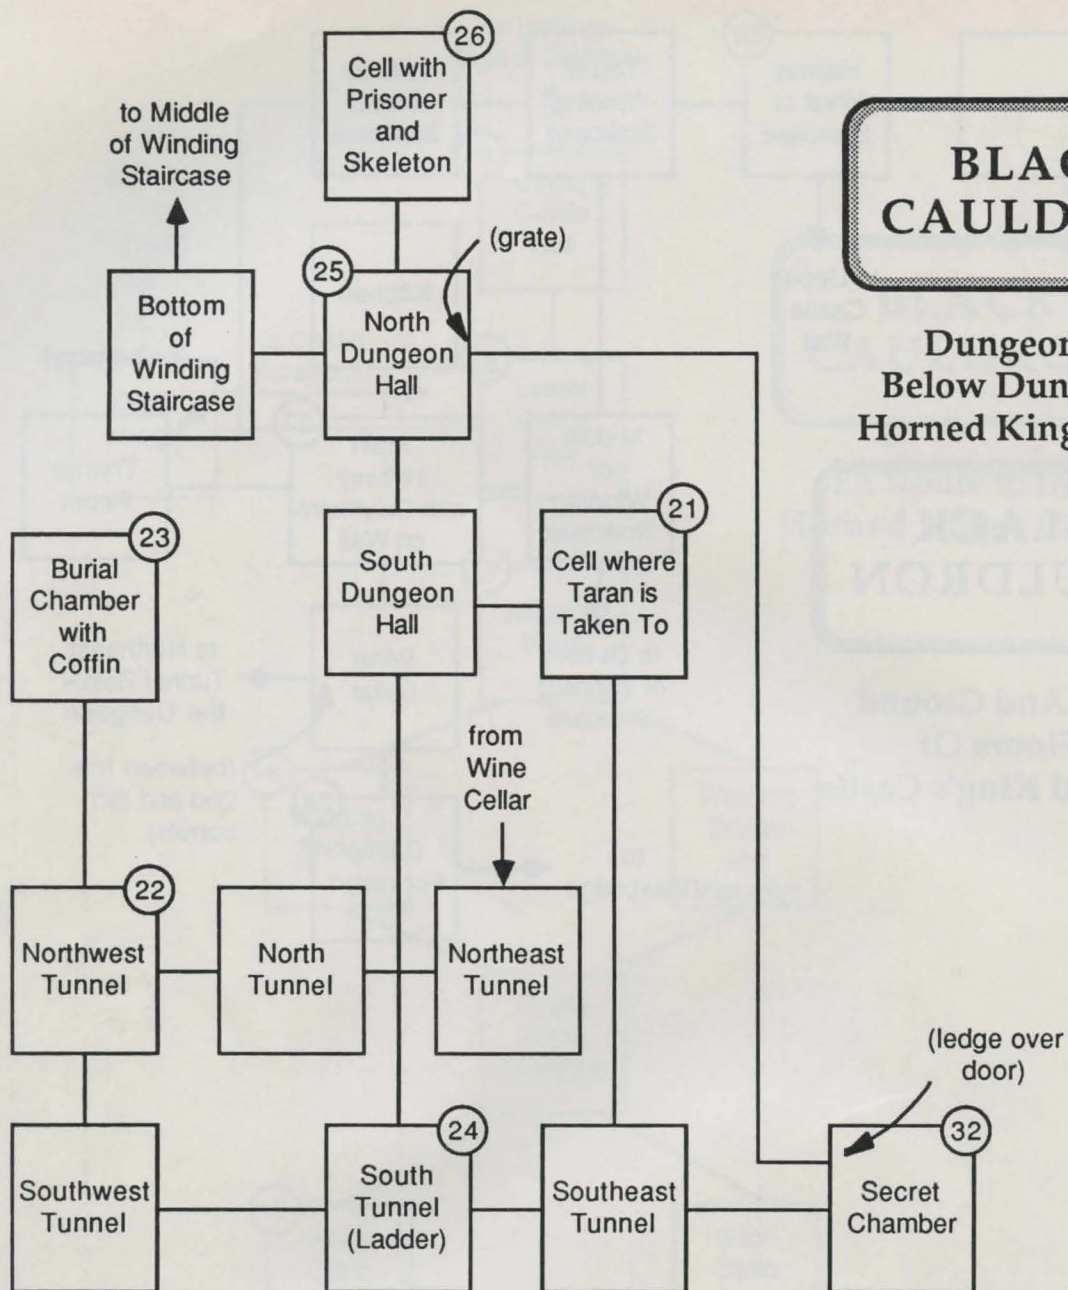 26
Cell with
Prisoner
and
Skeleton
to Middle
of Winding
Staircase
BLAC
CAULD
(grate)
25
Bottom
of
Winding
Staircase
North
Dungeon
Hall
Dungeon
Below Dun
Horned King
21
23
Burial
Chamber
with
Coffin
South
Dungeon
Hall
Cell where
Taran is
Taken To
from
Wine
Cellar
22
Northwest
Tunnel
North
Tunnel
Northeast
Tunnel
(ledge over
door)
24
32
Southwest
Tunnel
South
Tunnel
(Ladder)
Southeast
Tunnel
Secret
Chamber